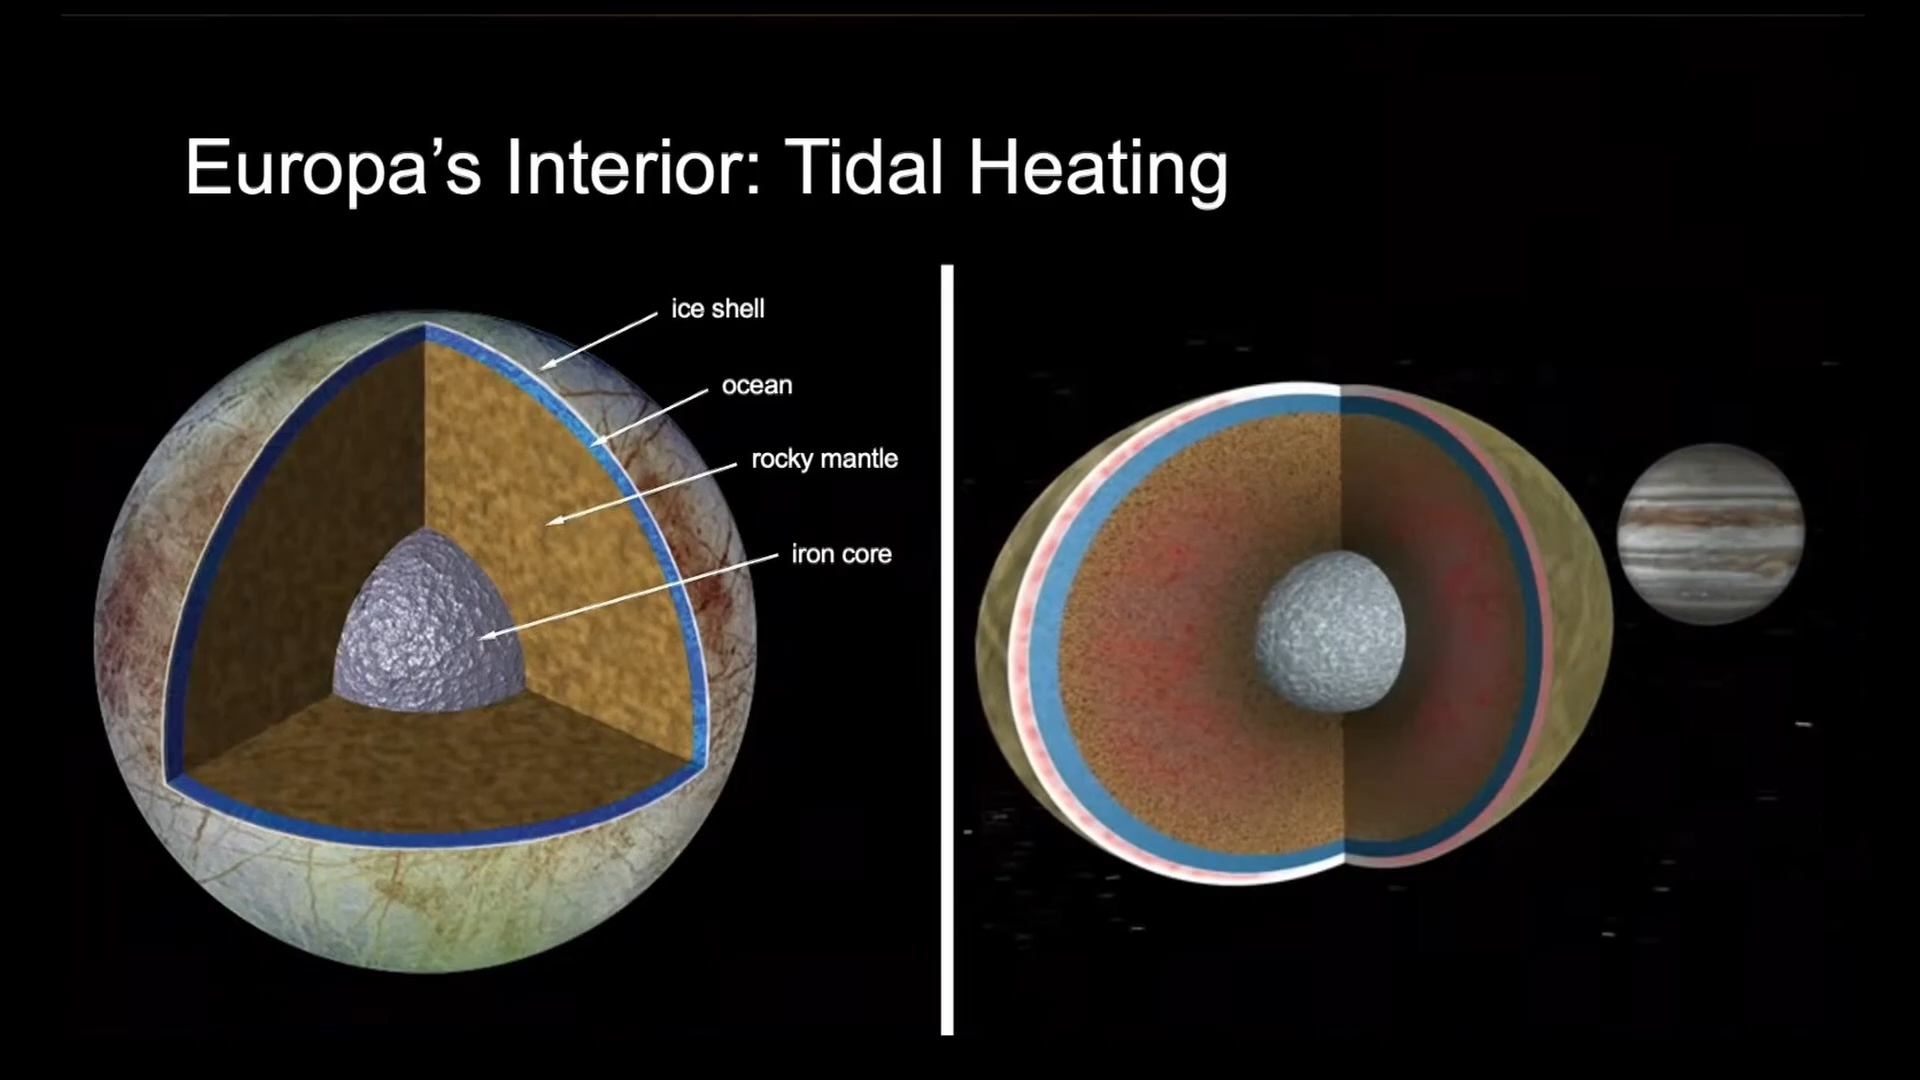 Europa’s Interior: Tidal Heating
ice shell
ocean
rocky mantle
iron core